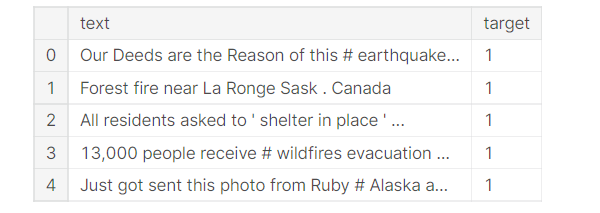 text target
0 Our Deeds are the Reason of this # earthquake... 1
1 Forest fire near La Ronge Sask . Canada 1
2 All residents asked to ' shelter in place ' ... 1
3 13,000 people receive # wildfires evacuation ... 1
4 Just got sent this photo from Ruby # Alaska a... 1